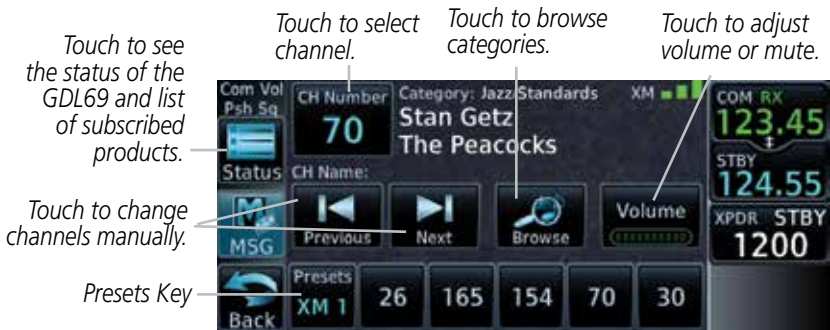 Touch to see
the status of the
GDL69 and list
of subscribed
products.
Touch to select
channel.
Touch to browse
categories.
Touch to adjust
volume or mute.
Touch to change
channels manually.
Presets Key
Com Vol
Psh Sq
Status
MSG
Back
CH Number
70
Category: Jazz/Standards
XM
Stan Getz
The Peacocks
CH Name:
Previous
Next
Browse
Volume
Presets
XM 1
26
165
154
70
30
COM RX
123.45
STBY
124.55
XPDR STBY
1200